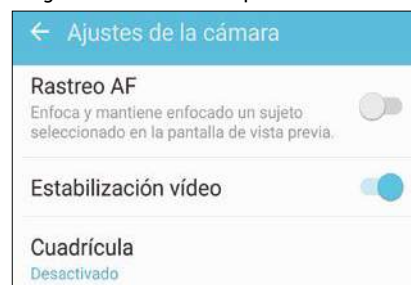 ← Ajustes de la cámara
Rastreo AF
Enfoca y mantiene enfocado un sujeto
seleccionado en la pantalla de vista previa.
Estabilización vídeo
Cuadrícula
Desactivado